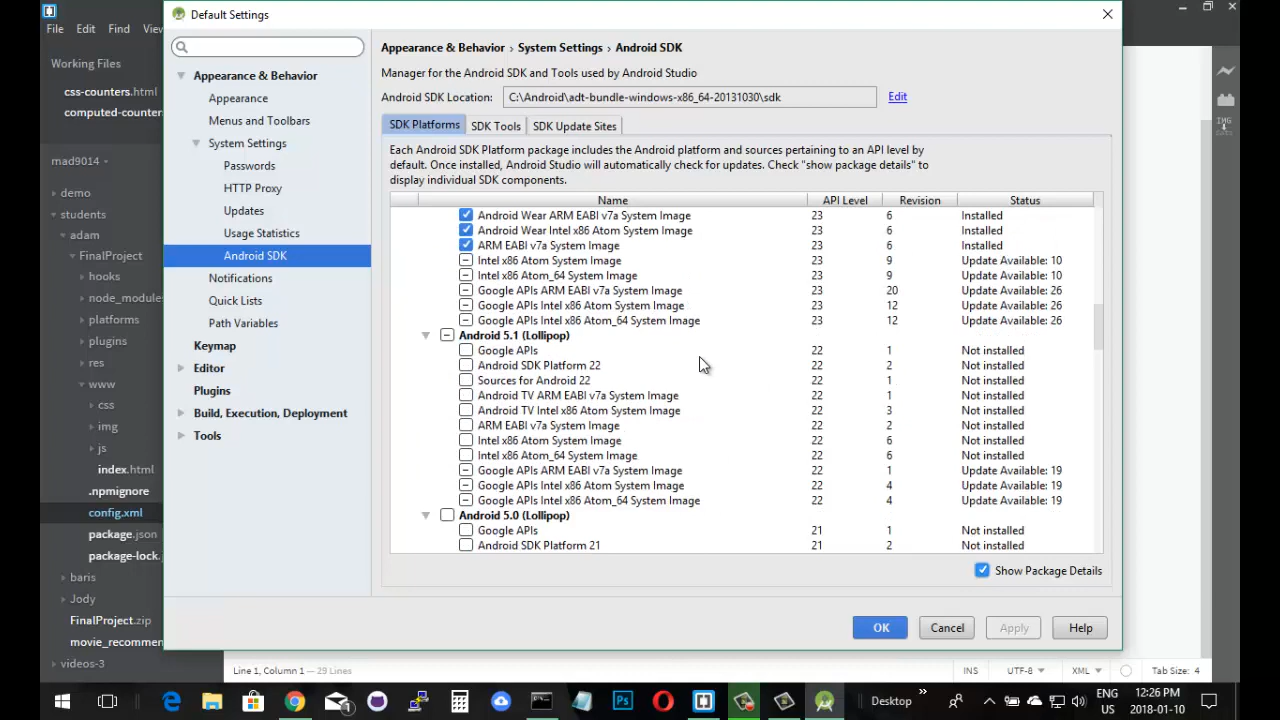 Default Settings
File Edit Find View
Working Files
css-counters.html
computed-counter
mad9014
demo
students
adam
FinalProject
hooks
node_module
platforms
plugins
res
www
css
img
js
index.html
.npmignore
config.xml
package.json
package-lock.j
baris
Jody
FinalProject.zip
movie_recommen
videos-3
Appearance & Behavior
Appearance
Menus and Toolbars
System Settings
Passwords
HTTP Proxy
Updates
Usage Statistics
Android SDK
Notifications
Quick Lists
Path Variables
Keymap
Editor
Plugins
Build, Execution, Deployment
Tools
Appearance & Behavior › System Settings › Android SDK
Manager for the Android SDK and Tools used by Android Studio
Android SDK Location: C:\Android\adt-bundle-windows-x86_64-20131030\sdk Edit
SDK Platforms SDK Tools SDK Update Sites
Each Android SDK Platform package includes the Android platform and sources pertaining to an API level by
default. Once installed, Android Studio will automatically check for updates. Check "show package details" to
display individual SDK components.
Name API Level Revision Status
Android Wear ARM EABI v7a System Image 23 6 Installed
Android Wear Intel x86 Atom System Image 23 6 Installed
ARM EABI v7a System Image 23 6 Installed
Intel x86 Atom System Image 23 9 Update Available: 10
Intel x86 Atom_64 System Image 23 9 Update Available: 10
Google APIs ARM EABI v7a System Image 23 20 Update Available: 26
Google APIs Intel x86 Atom System Image 23 12 Update Available: 26
Google APIs Intel x86 Atom_64 System Image 23 12 Update Available: 26
Android 5.1 (Lollipop)
Google APIs 22 1 Not installed
Android SDK Platform 22 22 2 Not installed
Sources for Android 22 22 1 Not installed
Android TV ARM EABI v7a System Image 22 1 Not installed
Android TV Intel x86 Atom System Image 22 3 Not installed
ARM EABI v7a System Image 22 2 Not installed
Intel x86 Atom System Image 22 6 Not installed
Intel x86 Atom_64 System Image 22 6 Not installed
Google APIs ARM EABI v7a System Image 22 1 Update Available: 19
Google APIs Intel x86 Atom System Image 22 4 Update Available: 19
Google APIs Intel x86 Atom_64 System Image 22 4 Update Available: 19
Android 5.0 (Lollipop)
Google APIs 21 1 Not installed
Android SDK Platform 21 21 2 Not installed
Show Package Details
OK Cancel Apply Help
IMG
Line 1, Column 1 — 29 Lines INS UTF-8 XML Tab Size: 4
Ps Desktop » ENG US 12:26 PM 2018-01-10